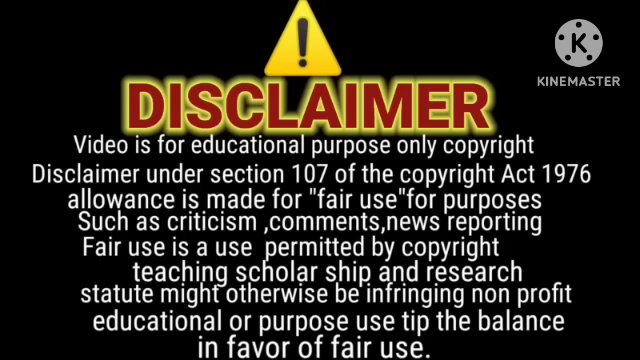 KINEMASTER
DISCLAIMER
Video is for educational purpose only copyright
Disclaimer under section 107 of the copyright Act 1976
allowance is made for "fair use"for purposes
Such as criticism ,comments,news reporting
Fair use is a use permitted by copyright
teaching scholar ship and research
statute might otherwise be infringing non profit
educational or purpose use tip the balance
in favor of fair use.